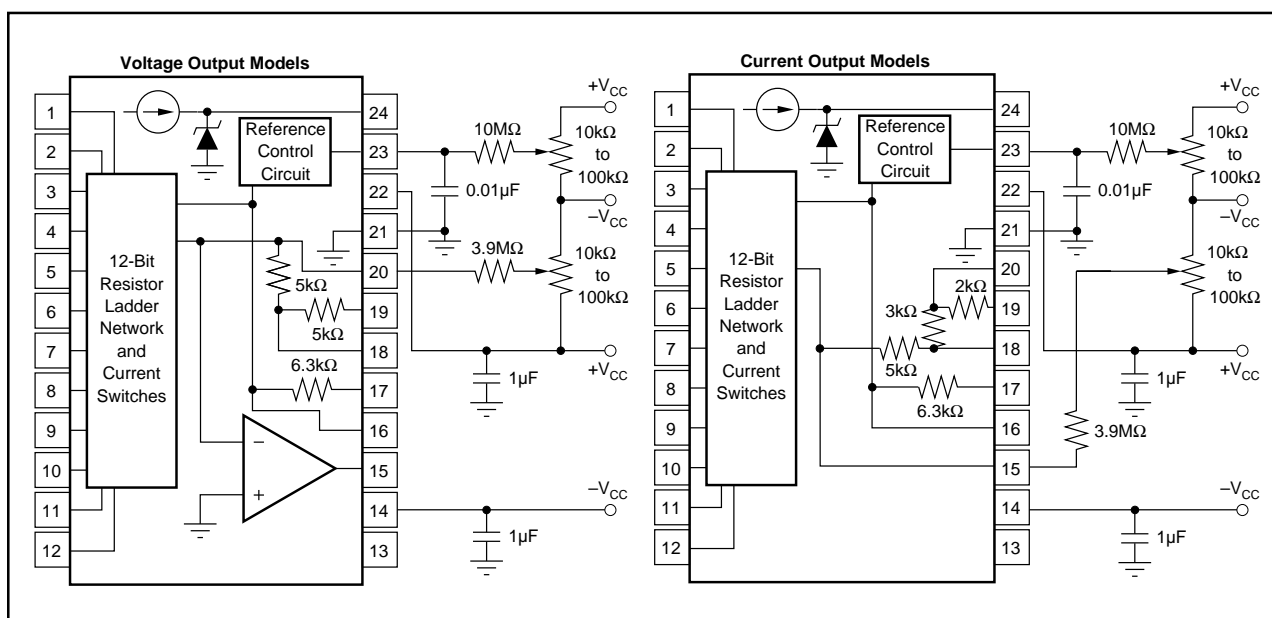 Voltage Output Models
1
2
3
4
5
6
7
8
9
10
11
12
12-Bit
Resistor
Ladder
Network
and
Current
Switches
Reference
Control
Circuit
5kΩ
5kΩ
6.3kΩ
−
+
24
23
22
21
20
19
18
17
16
15
14
13
10MΩ
0.01µF
3.9MΩ
1µF
1µF
+VCC
10kΩ
to
100kΩ
−VCC
10kΩ
to
100kΩ
+VCC
−VCC
Current Output Models
1
2
3
4
5
6
7
8
9
10
11
12
12-Bit
Resistor
Ladder
Network
and
Current
Switches
Reference
Control
Circuit
2kΩ
3kΩ
5kΩ
6.3kΩ
24
23
22
21
20
19
18
17
16
15
14
13
+VCC
10MΩ
10kΩ
to
100kΩ
0.01µF
−VCC
10kΩ
to
100kΩ
+VCC
1µF
3.9MΩ
−VCC
1µF